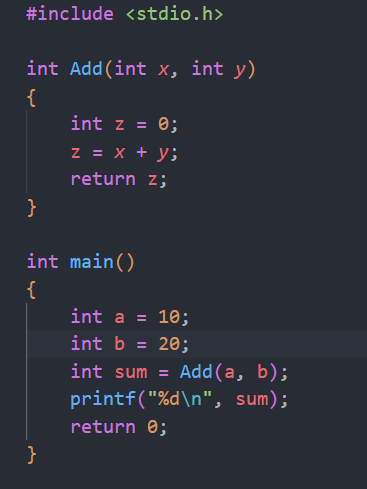 #include <stdio.h>
int Add(int x, int y)
{
int z = 0;
z = x + y;
return z;
}
int main()
{
int a = 10;
int b = 20;
int sum = Add(a, b);
printf("%d\n", sum);
return 0;
}